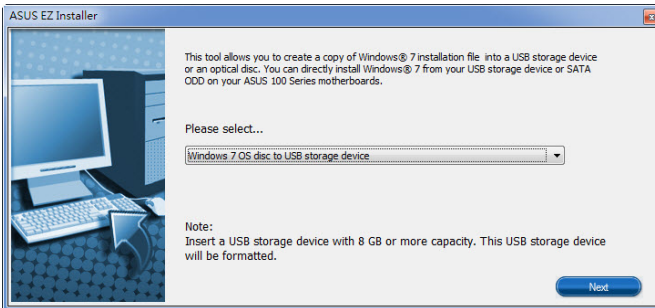 ASUS EZ Installer
This tool allows you to create a copy of Windows® 7 installation file into a USB storage device
or an optical disc. You can directly install Windows® 7 from your USB storage device or SATA
ODD on your ASUS 100 Series motherboards.
Please select...
Windows 7 OS disc to USB storage device
Note:
Insert a USB storage device with 8 GB or more capacity. This USB storage device
will be formatted.
Next